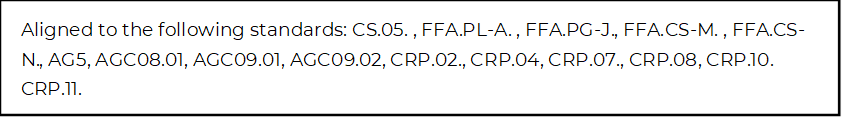 Aligned to the following standards: CS.05. , FFA.PL-A. , FFA.PG-J., FFA.CS-M. , FFA.CS-
N., AG5, AGC08.01, AGC09.01, AGC09.02, CRP.02., CRP.04, CRP.07., CRP.08, CRP.10.
CRP.11.